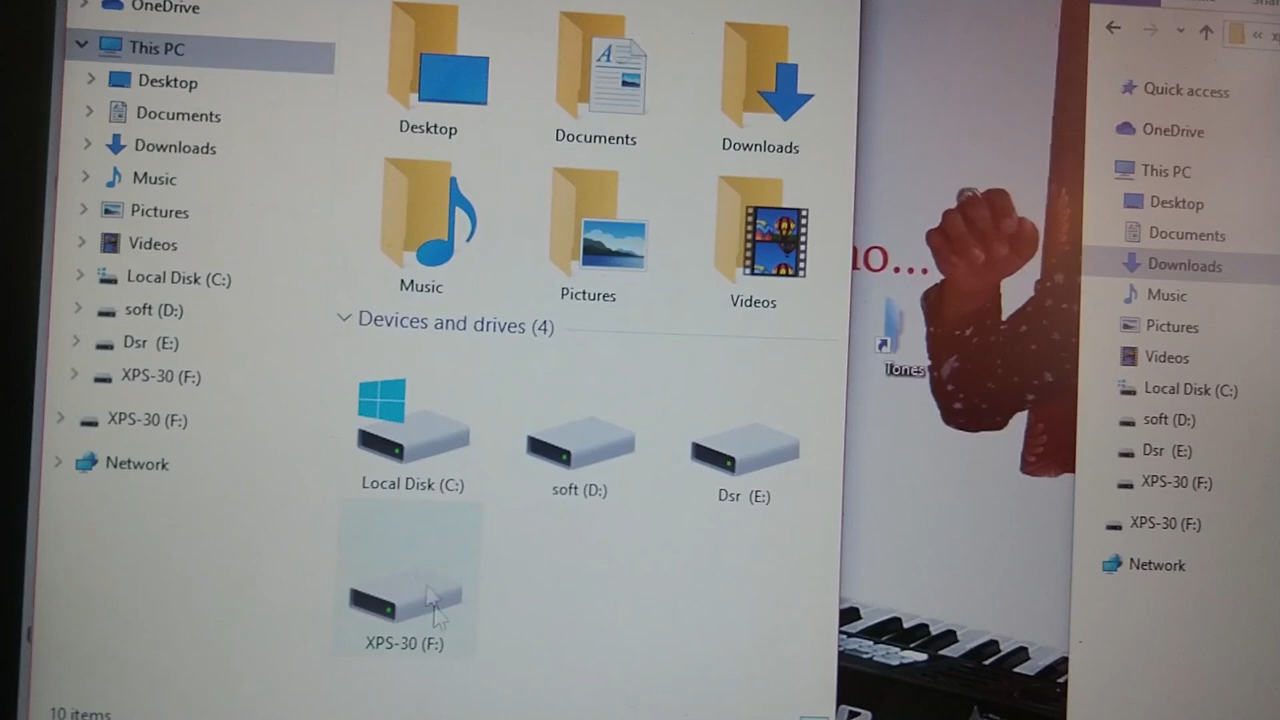 OneDrive
This PC
Desktop
Documents
Downloads
Music
Pictures
Videos
Local Disk (C:)
soft (D:)
Dsr (E:)
XPS-30 (F:)
XPS-30 (F:)
Network
10 items
Desktop
Documents
Downloads
Music
Pictures
Videos
Devices and drives (4)
Local Disk (C:)
soft (D:)
Dsr (E:)
XPS-30 (F:)
Tones
Quick access
OneDrive
This PC
Desktop
Documents
Downloads
Music
Pictures
Videos
Local Disk (C:)
soft (D:)
Dsr (E:)
XPS-30 (F:)
XPS-30 (F:)
Network